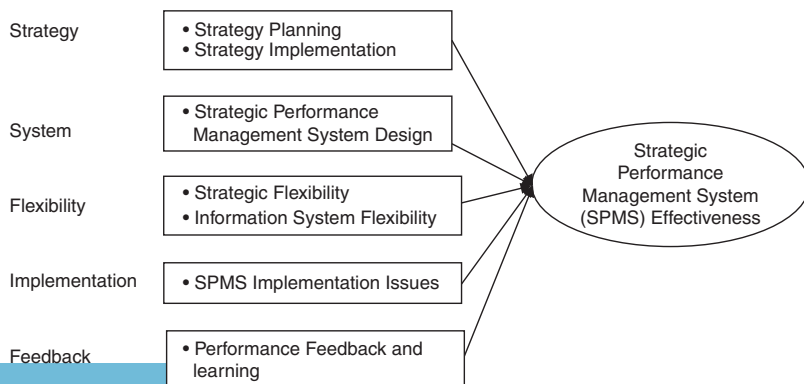 Strategy
• Strategy Planning
• Strategy Implementation
System
• Strategic Performance
Management System Design
Flexibility
• Strategic Flexibility
• Information System Flexibility
Implementation
• SPMS Implementation Issues
Feedback
• Performance Feedback and
learning
Strategic
Performance
Management System
(SPMS) Effectiveness